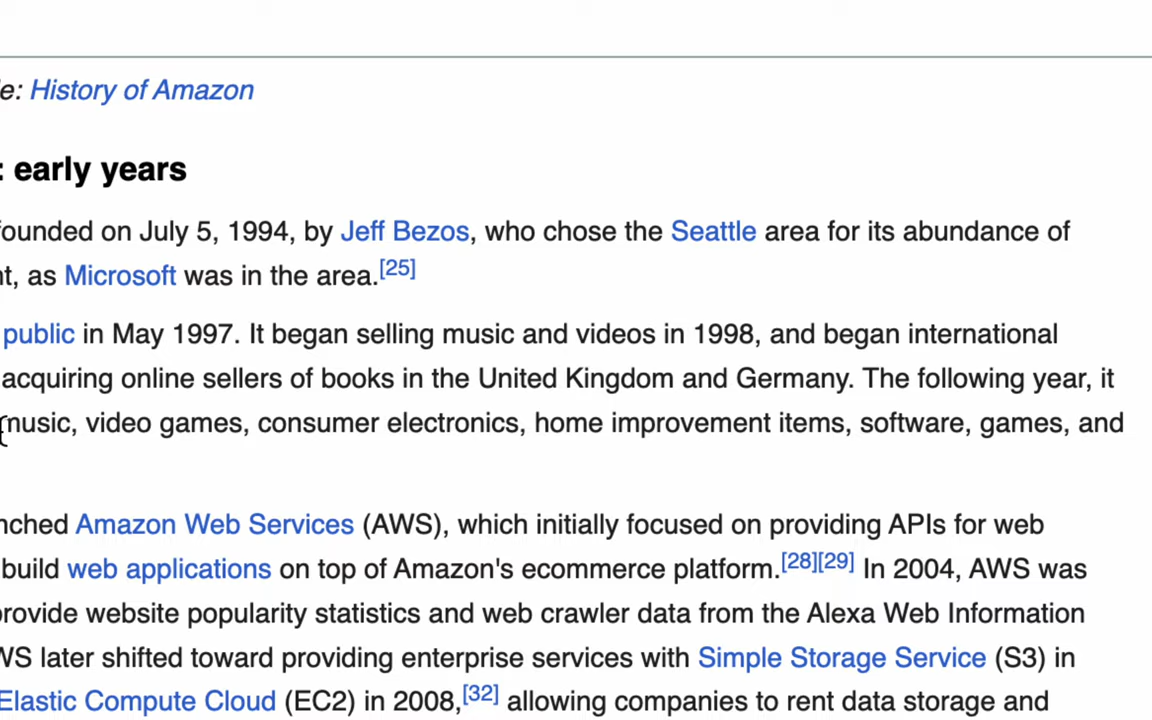 e: History of Amazon
: early years
founded on July 5, 1994, by Jeff Bezos, who chose the Seattle area for its abundance of
nt, as Microsoft was in the area.[25]
public in May 1997. It began selling music and videos in 1998, and began international
acquiring online sellers of books in the United Kingdom and Germany. The following year, it
music, video games, consumer electronics, home improvement items, software, games, and
nched Amazon Web Services (AWS), which initially focused on providing APIs for web
build web applications on top of Amazon's ecommerce platform.[28][29] In 2004, AWS was
provide website popularity statistics and web crawler data from the Alexa Web Information
WS later shifted toward providing enterprise services with Simple Storage Service (S3) in
Elastic Compute Cloud (EC2) in 2008,[32] allowing companies to rent data storage and